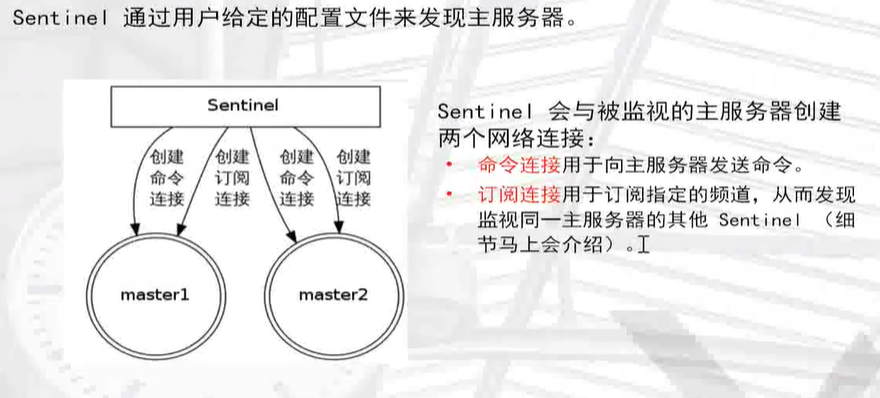 Sentinel 通过用户给定的配置文件来发现主服务器。
Sentinel
创建 创建 创建 创建
命令 订阅 命令 订阅
连接 连接 连接 连接
master1 master2
Sentinel 会与被监视的主服务器创建
两个网络连接：
• 命令连接用于向主服务器发送命令。
• 订阅连接用于订阅指定的频道，从而发现
监视同一主服务器的其他 Sentinel （细
节马上会介绍）。